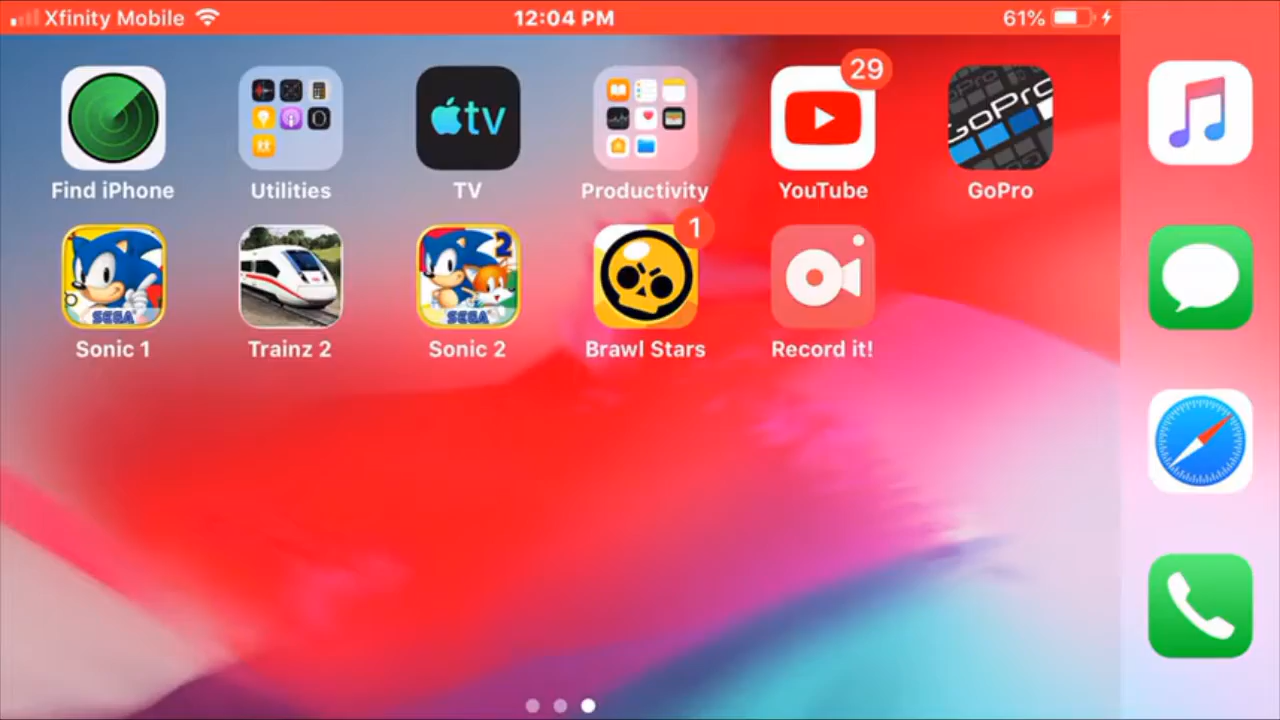 Xfinity Mobile 12:04 PM 61%
29
tv
GoPro
GoPro
Find iPhone Utilities TV Productivity YouTube GoPro
2
1
SEGA
SEGA
Sonic 1 Trainz 2 Sonic 2 Brawl Stars Record it!